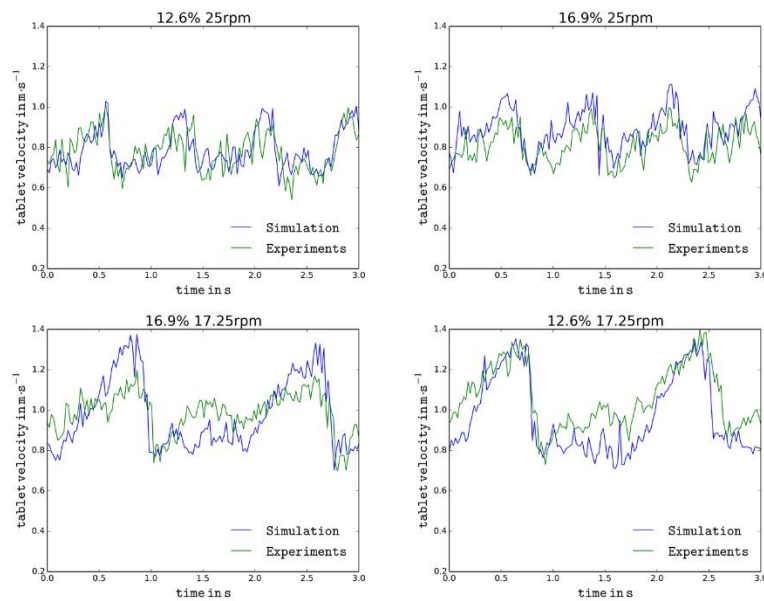 12.6% 25rpm
1.4
1.2
1.0
0.8
0.6
0.4
0.2
tablet velocity in m·s⁻¹
0.0 0.5 1.0 1.5 2.0 2.5 3.0
time in s
Simulation
Experiments
16.9% 25rpm
1.4
1.2
1.0
0.8
0.6
0.4
0.2
tablet velocity in m·s⁻¹
0.0 0.5 1.0 1.5 2.0 2.5 3.0
time in s
Simulation
Experiments
16.9% 17.25rpm
1.4
1.2
1.0
0.8
0.6
0.4
0.2
tablet velocity in m·s⁻¹
0.0 0.5 1.0 1.5 2.0 2.5 3.0
time in s
Simulation
Experiments
12.6% 17.25rpm
1.4
1.2
1.0
0.8
0.6
0.4
0.2
tablet velocity in m·s⁻¹
0.0 0.5 1.0 1.5 2.0 2.5 3.0
time in s
Simulation
Experiments